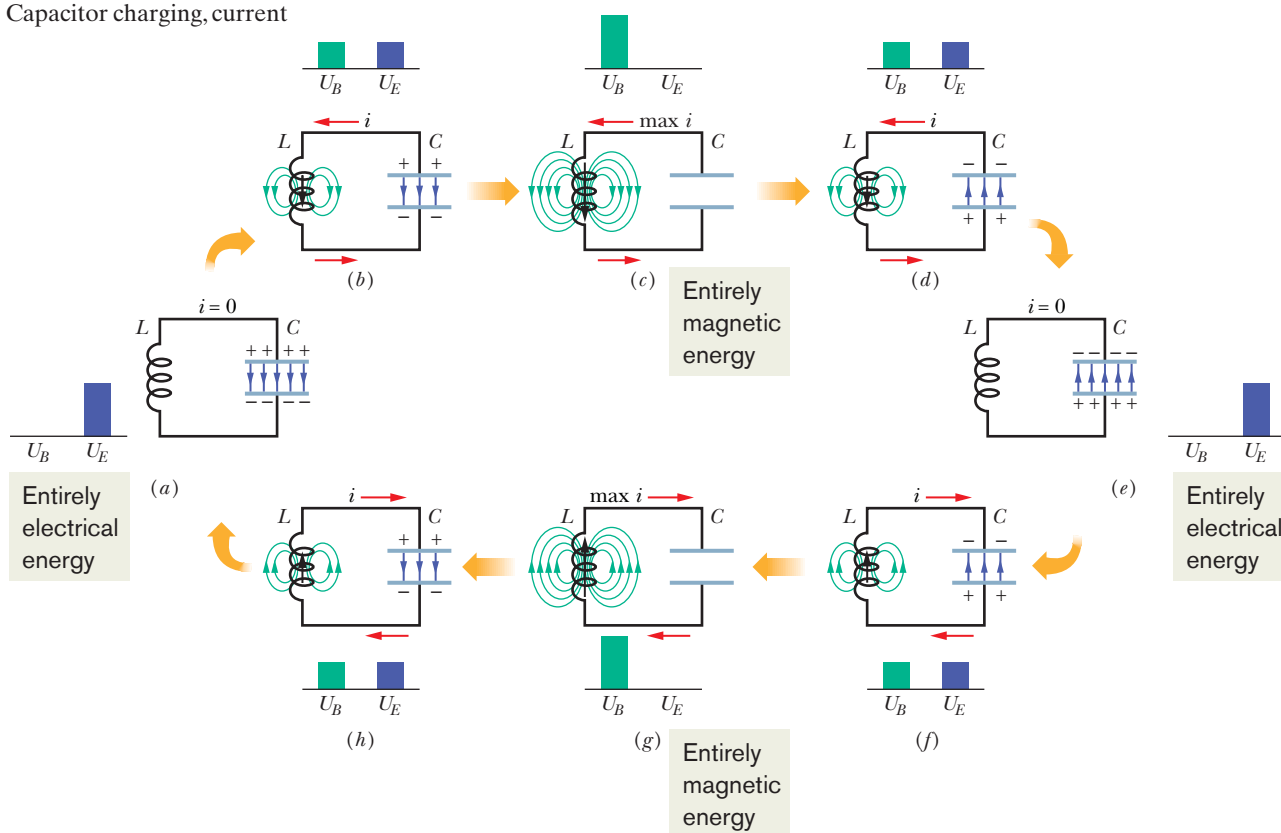 Capacitor charging, current
U_B U_E
U_B U_E
U_B U_E
i
max i
i
L C
L C
L C
+ +
– –
– –
+ +
(b)
(c)
(d)
Entirely
magnetic
energy
i = 0
L C
+ + + +
– – – –
U_B U_E
(a)
Entirely
electrical
energy
i = 0
L C
– – – –
+ + + +
U_B U_E
(e)
Entirely
electrical
energy
i
max i
i
L C
L C
L C
+ +
– –
– –
+ +
U_B U_E
U_B U_E
U_B U_E
(h)
(g)
(f)
Entirely
magnetic
energy